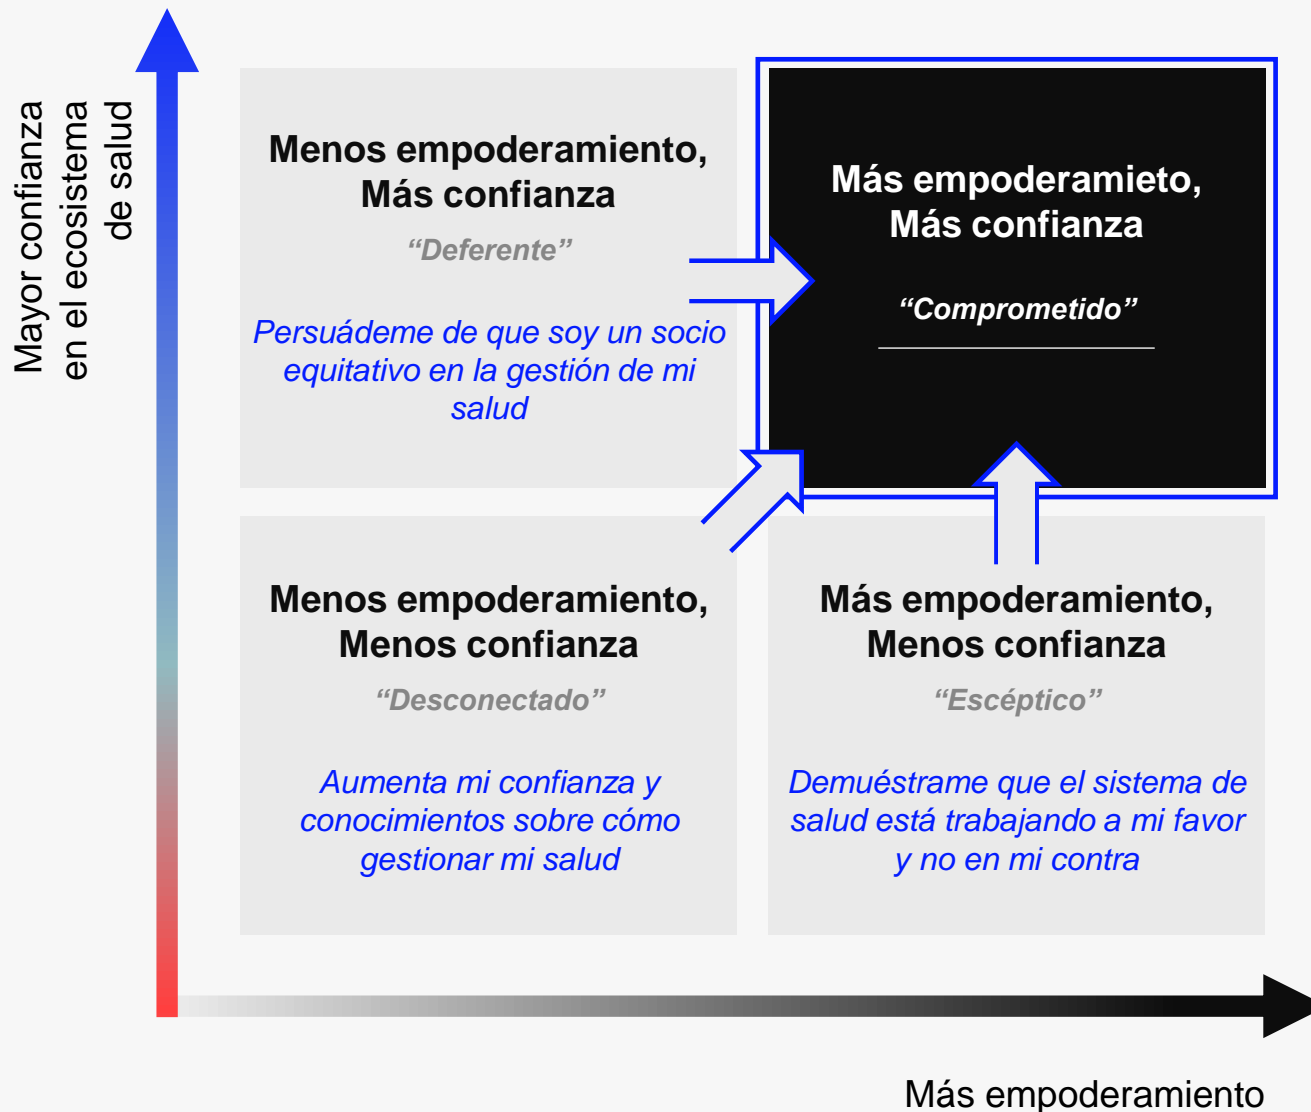 Mayor confianza
en el ecosistema
de salud
Menos empoderamiento,
Más confianza
“Deferente”
Persuádeme de que soy un socio
equitativo en la gestión de mi
salud
Más empoderamieto,
Más confianza
“Comprometido”
Menos empoderamiento,
Menos confianza
“Desconectado”
Aumenta mi confianza y
conocimientos sobre cómo
gestionar mi salud
Más empoderamiento,
Menos confianza
“Escéptico”
Demuéstrame que el sistema de
salud está trabajando a mi favor
y no en mi contra
Más empoderamiento